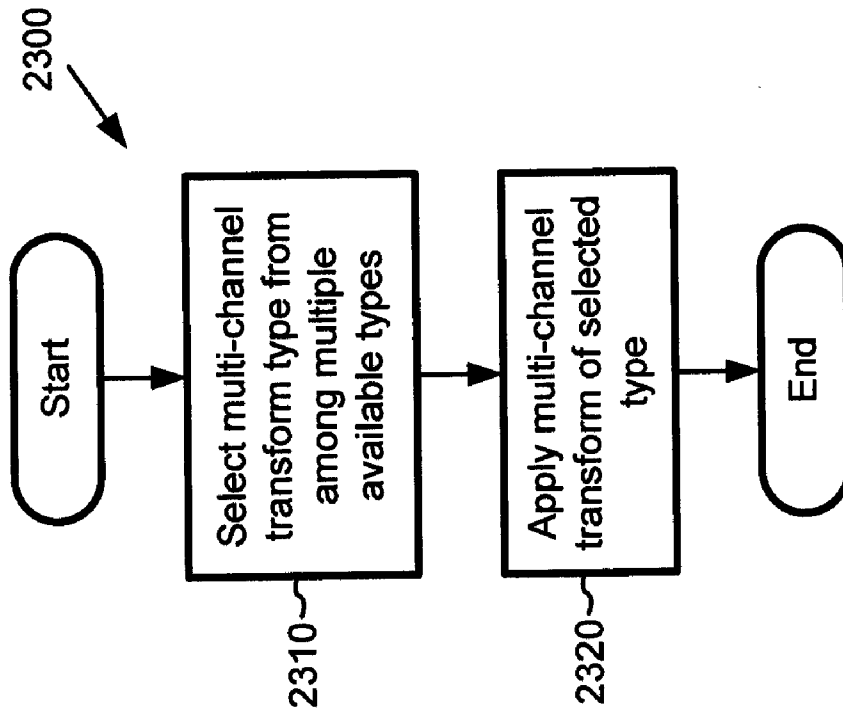 2300
Start
Select multi-channel
transform type from
among multiple
available types
2310
Apply multi-channel
transform of selected
type
2320
End